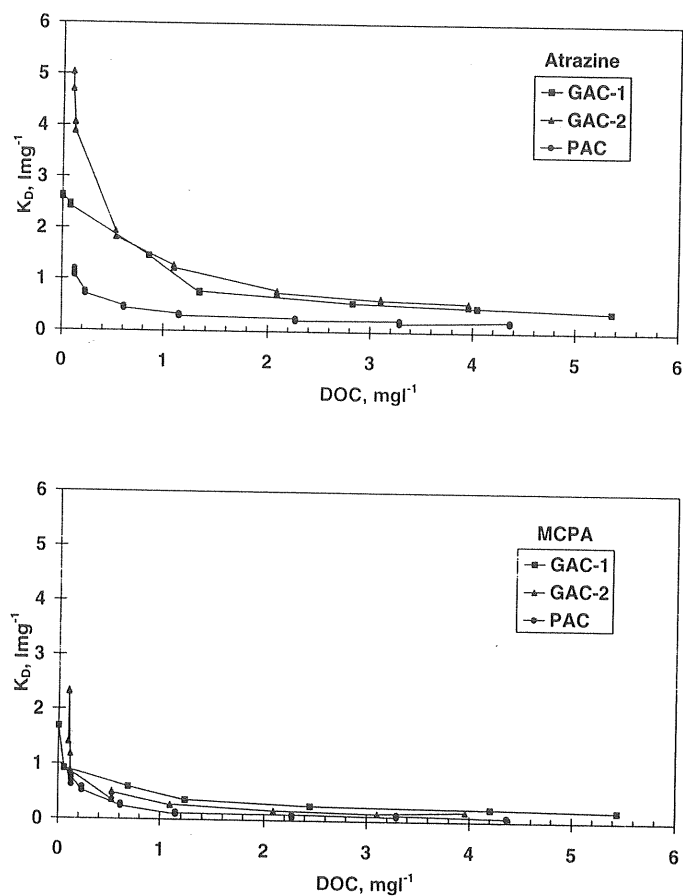 6
5
4
3
2
1
0
K_D, lmg⁻¹
Atrazine
GAC-1
GAC-2
PAC
0 1 2 3 4 5 6
DOC, mgl⁻¹
6
5
4
3
2
1
0
K_D, lmg⁻¹
MCPA
GAC-1
GAC-2
PAC
0 1 2 3 4 5 6
DOC, mgl⁻¹